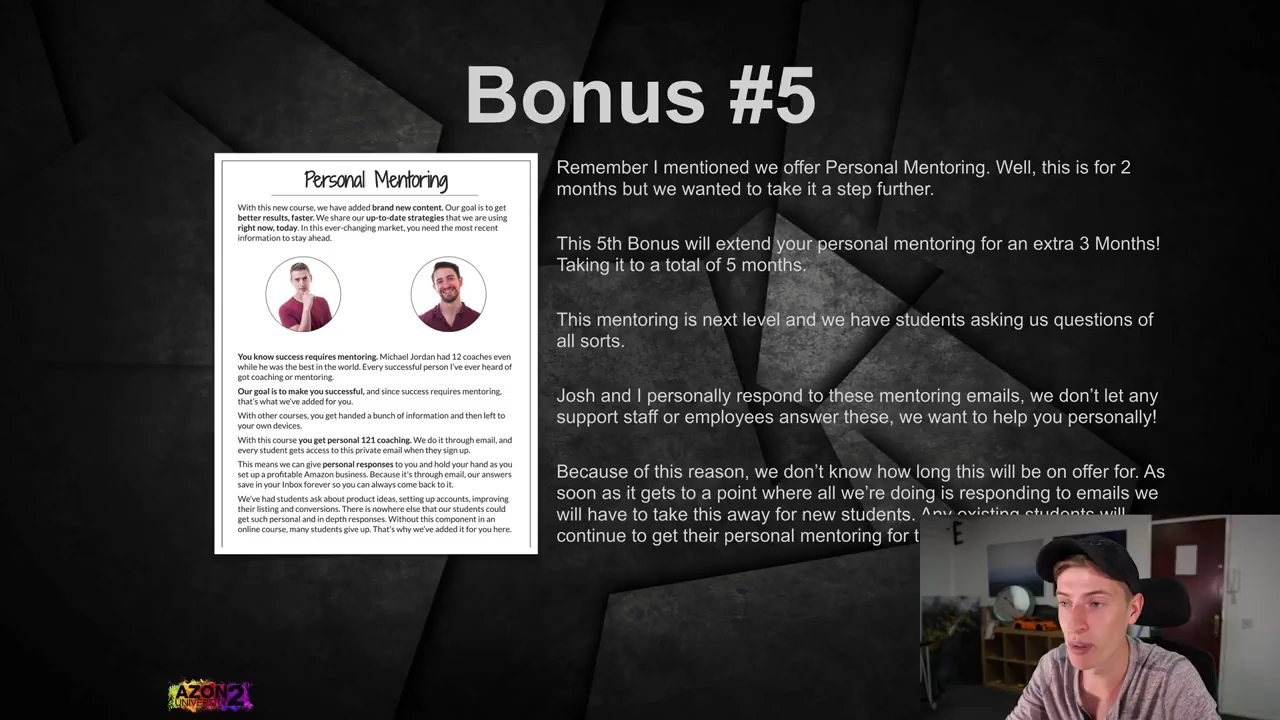 Bonus #5
Personal Mentoring
With this new course, we have added brand new content. Our goal is to get
better results, faster. We share our up-to-date strategies that we are using
right now, today. In this ever-changing market, you need the most recent
information to stay ahead.
You know success requires mentoring. Michael Jordan had 12 coaches even
while he was the best in the world. Every successful person I've ever heard of
got coaching or mentoring.
Our goal is to make you successful, and since success requires mentoring,
that's what we've added for you.
With other courses, you get handed a bunch of information and then left to
your own devices.
With this course you get personal 121 coaching. We do it through email, and
every student gets access to this private email when they sign up.
This means we can give personal responses to you and hold your hand as you
set up a profitable Amazon business. Because it's through email, our answers
save in your Inbox forever so you can always come back to it.
We've had students ask about product ideas, setting up accounts, improving
their listing and conversions. There is nowhere else that our students could
get such personal and in depth responses. Without this component in an
online course, many students give up. That's why we've added it for you here.
Remember I mentioned we offer Personal Mentoring. Well, this is for 2
months but we wanted to take it a step further.
This 5th Bonus will extend your personal mentoring for an extra 3 Months!
Taking it to a total of 5 months.
This mentoring is next level and we have students asking us questions of
all sorts.
Josh and I personally respond to these mentoring emails, we don't let any
support staff or employees answer these, we want to help you personally!
Because of this reason, we don't know how long this will be on offer for. As
soon as it gets to a point where all we're doing is responding to emails we
will have to take this away for new students. Any existing students will
continue to get their personal mentoring for t
AZON
2